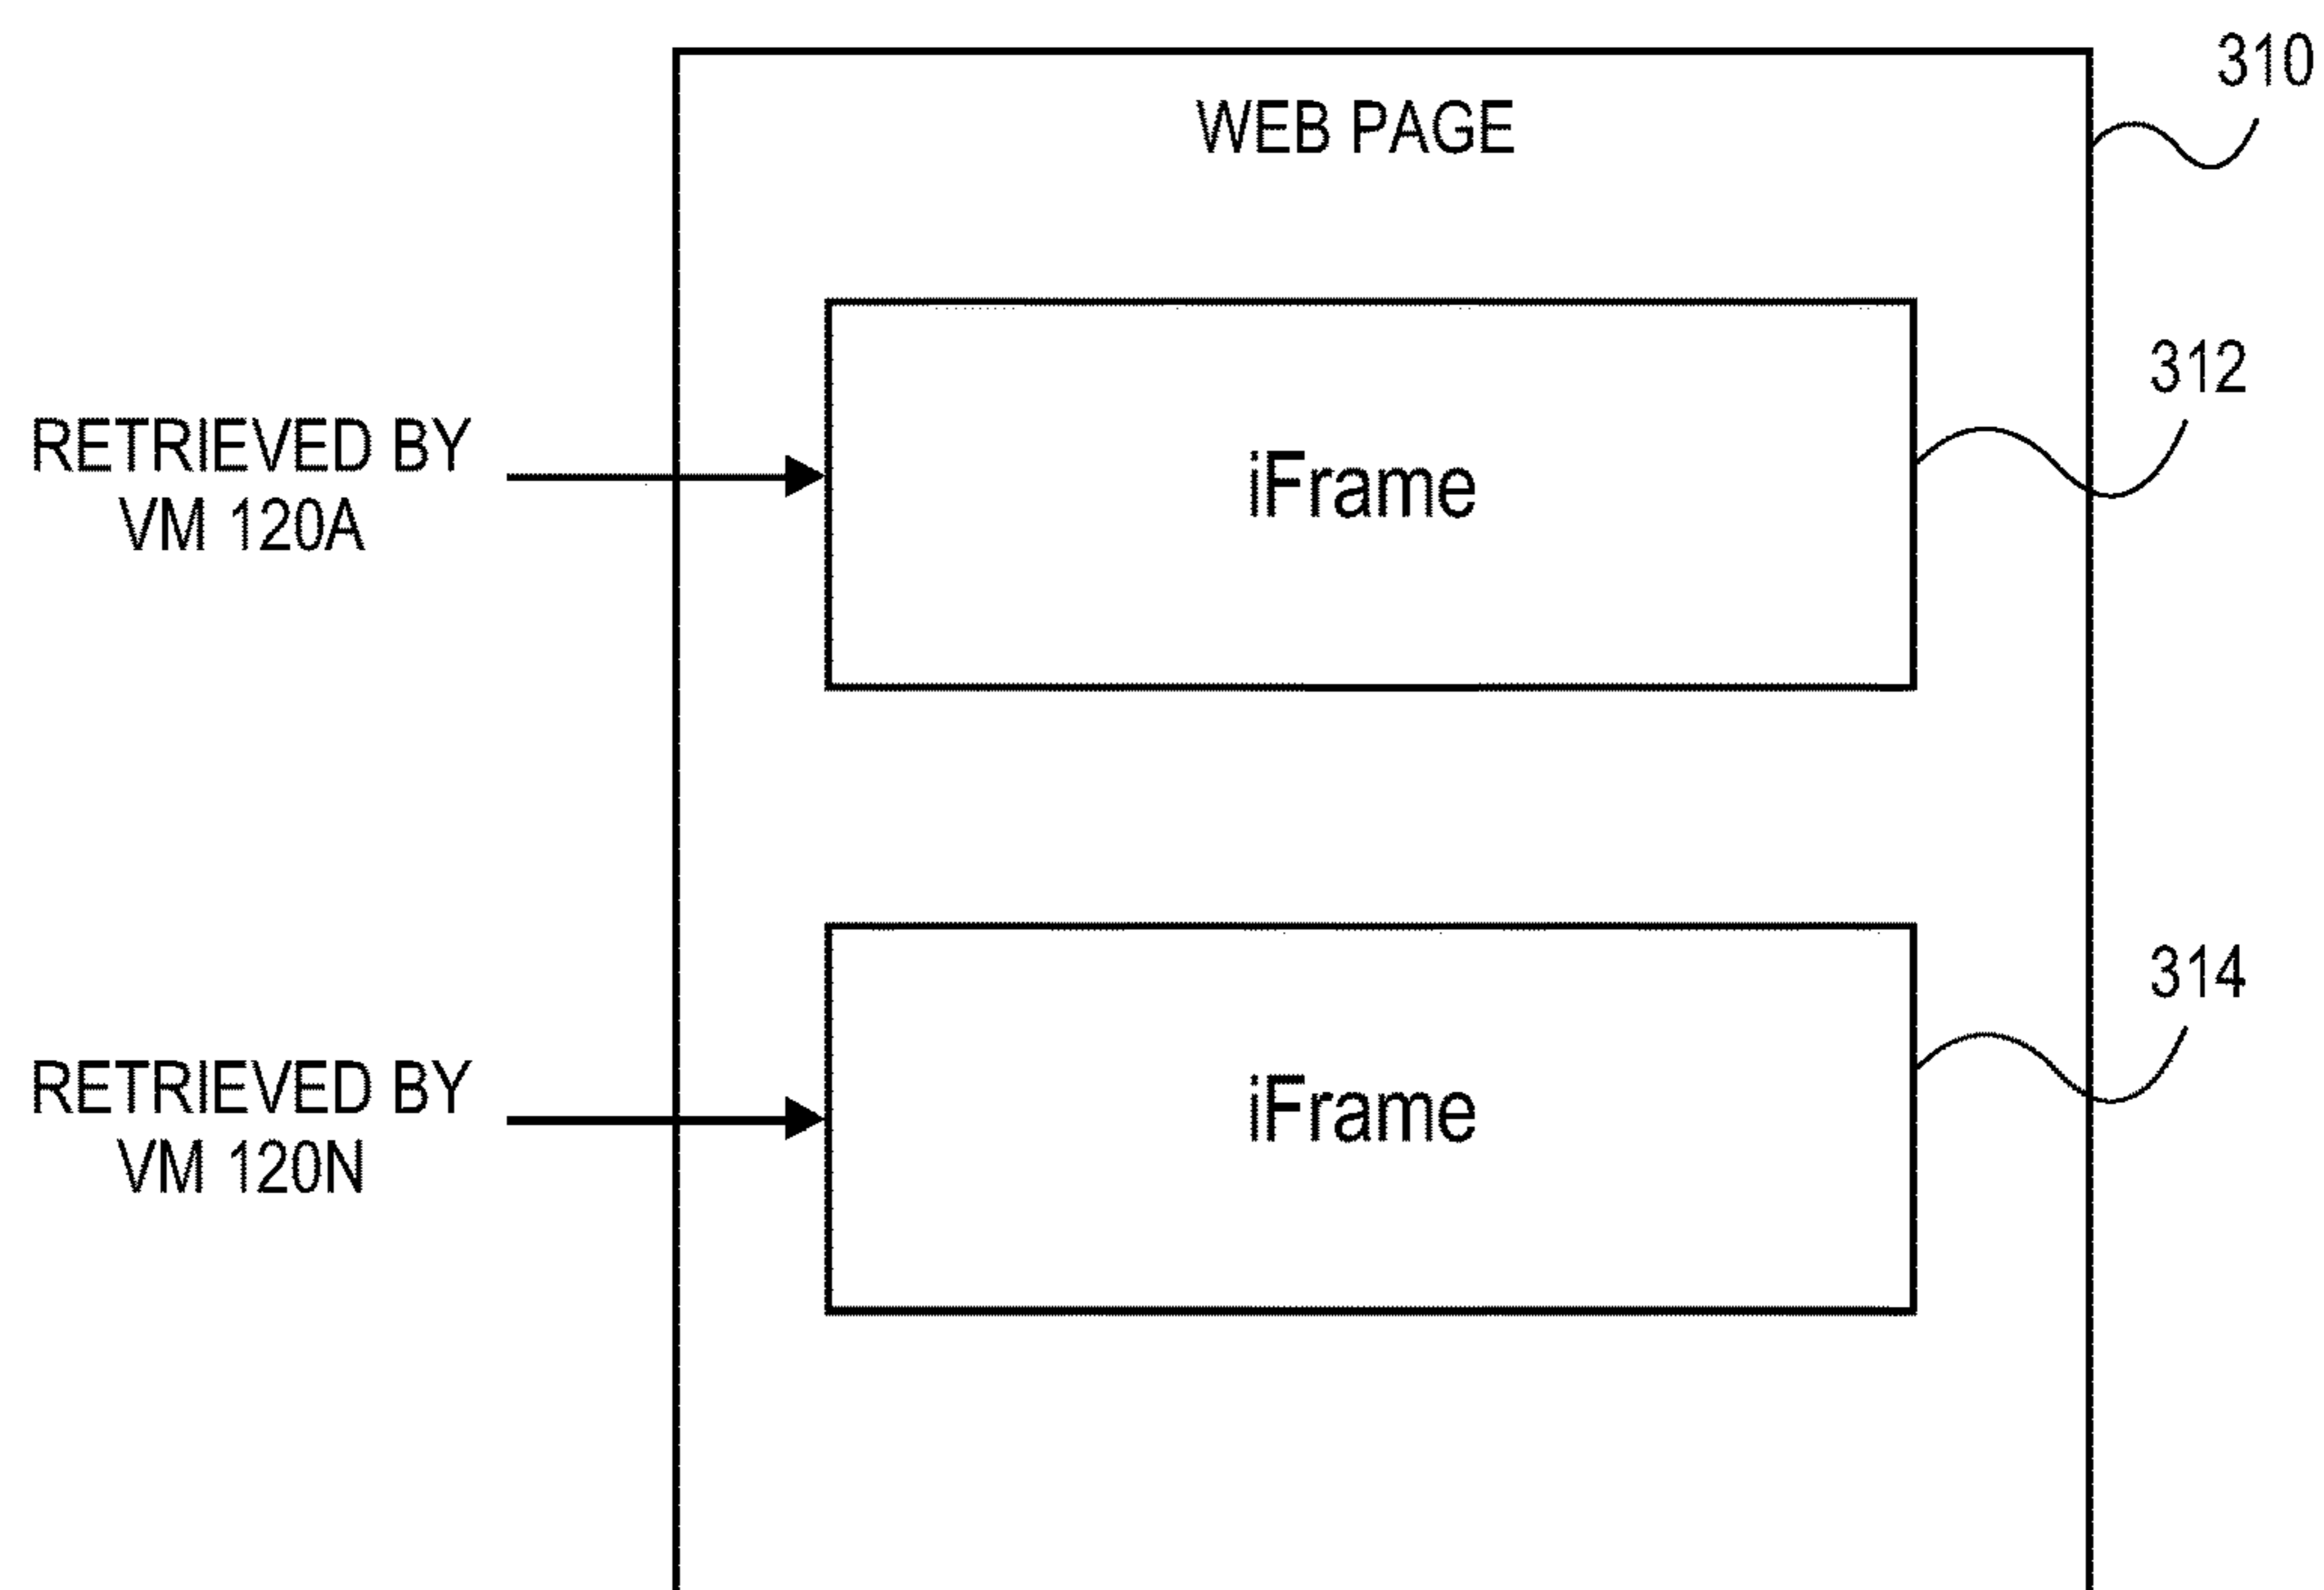 310
WEB PAGE
312
RETRIEVED BY
VM 120A
iFrame
314
RETRIEVED BY
VM 120N
iFrame